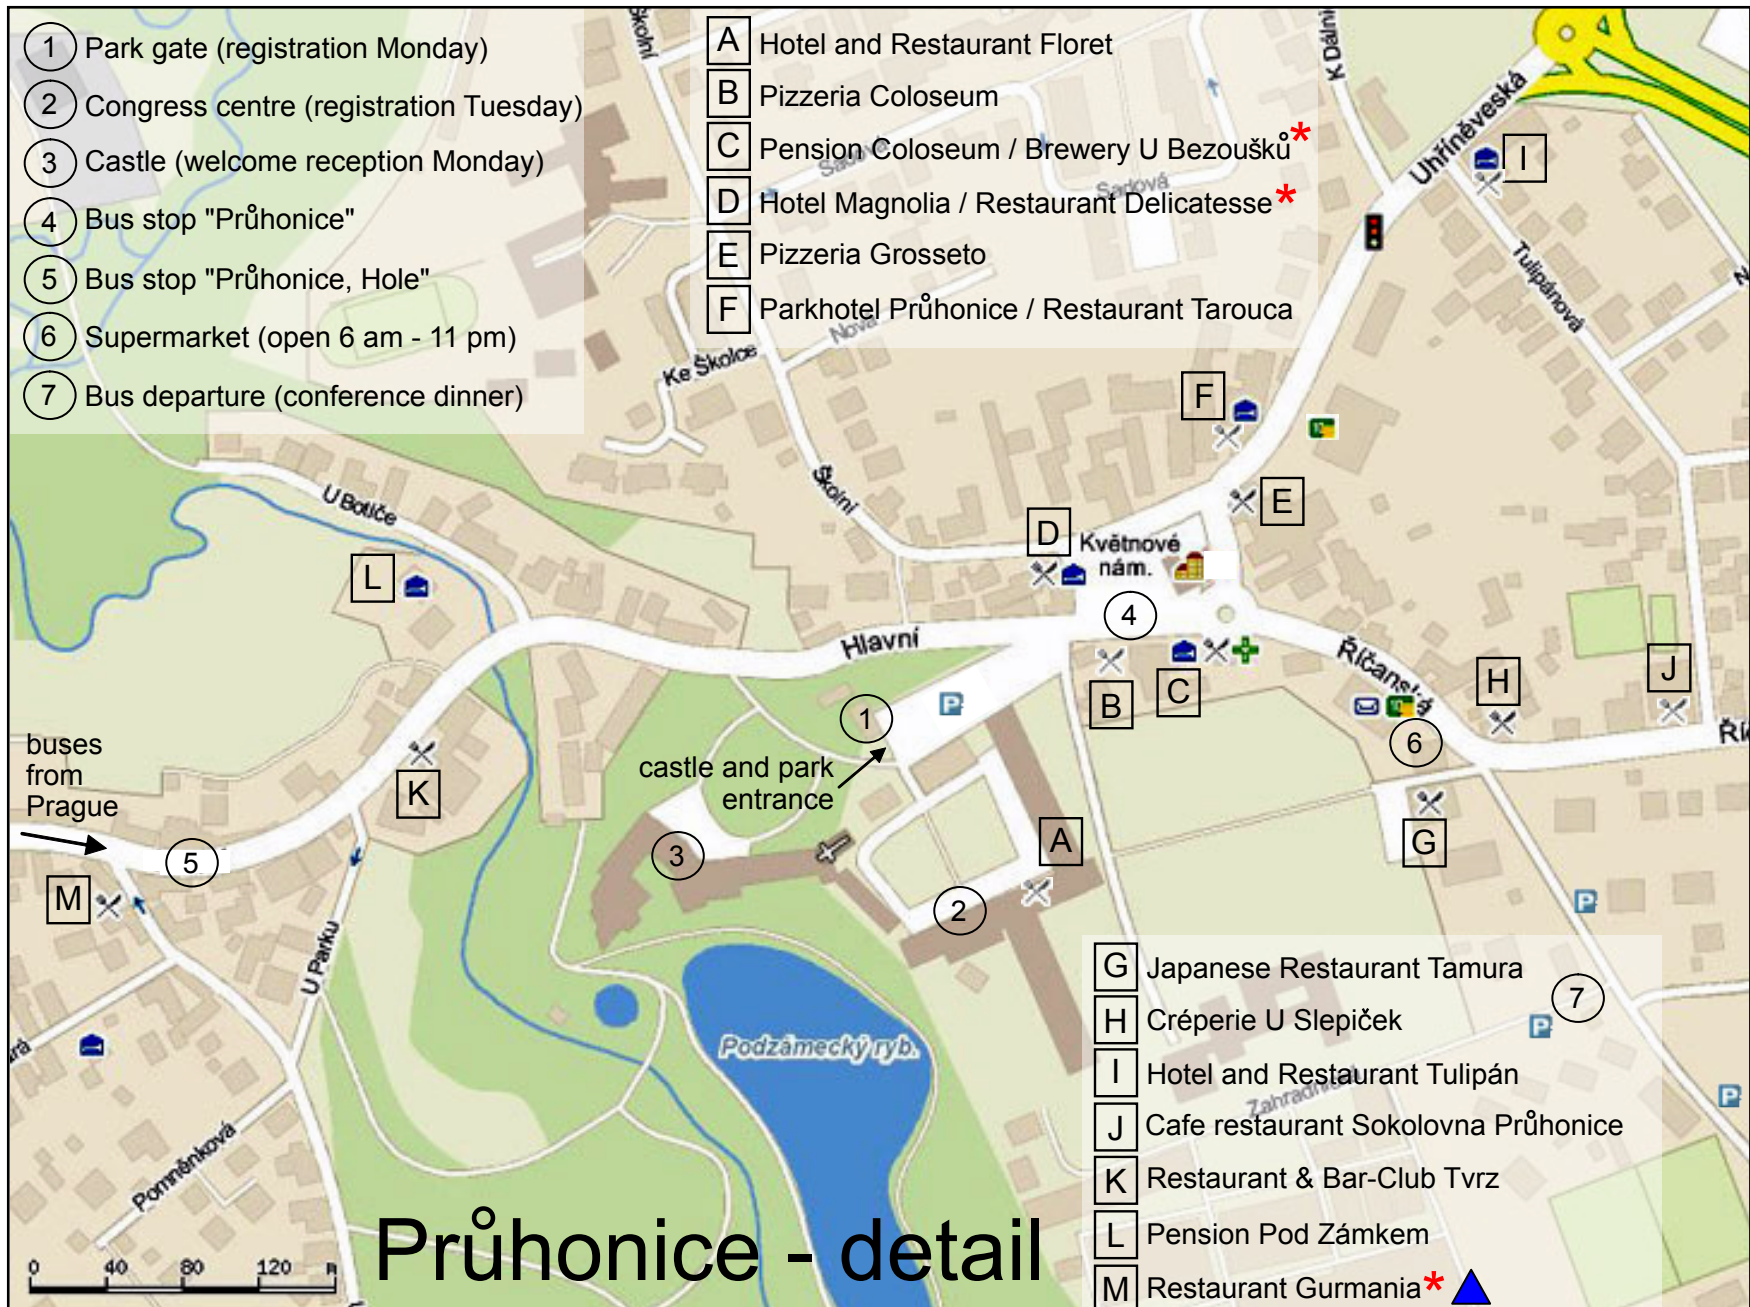 1 Park gate (registration Monday)
2 Congress centre (registration Tuesday)
3 Castle (welcome reception Monday)
4 Bus stop "Průhonice"
5 Bus stop "Průhonice, Hole"
6 Supermarket (open 6 am - 11 pm)
7 Bus departure (conference dinner)
A Hotel and Restaurant Floret
B Pizzeria Coloseum
C Pension Coloseum / Brewery U Bezoušků*
D Hotel Magnolia / Restaurant Delicatesse*
E Pizzeria Grosseto
F Parkhotel Průhonice / Restaurant Tarouca
Školní
Sadová
Sadová
Nová
Ke Školce
Školní
Uhříněveská
Tulipánová
I
F
E
D
Květnové
nám.
4
U Botiče
L
Hlavní
Říčanská
H
J
B
C
P
1
6
castle and park
entrance
buses
from
Prague
K
5
3
A
G
M
2
P
U Parku
Podzámecký ryb.
7
P
P
Zahradnická
Pomněnková
G Japanese Restaurant Tamura
H Créperie U Slepiček
I Hotel and Restaurant Tulipán
J Cafe restaurant Sokolovna Průhonice
K Restaurant & Bar-Club Tvrz
L Pension Pod Zámkem
M Restaurant Gurmania*
Průhonice - detail
0 40 80 120 m